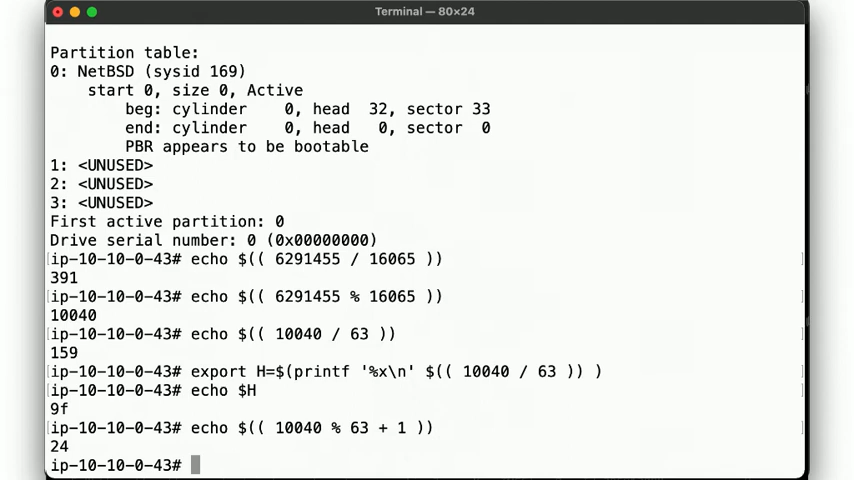 Terminal — 80×24
Partition table:
0: NetBSD (sysid 169)
start 0, size 0, Active
beg: cylinder    0, head  32, sector 33
end: cylinder    0, head   0, sector  0
PBR appears to be bootable
1: <UNUSED>
2: <UNUSED>
3: <UNUSED>
First active partition: 0
Drive serial number: 0 (0x00000000)
ip-10-10-0-43# echo $(( 6291455 / 16065 ))
391
ip-10-10-0-43# echo $(( 6291455 % 16065 ))
10040
ip-10-10-0-43# echo $(( 10040 / 63 ))
159
ip-10-10-0-43# export H=$(printf '%x\n' $(( 10040 / 63 )) )
ip-10-10-0-43# echo $H
9f
ip-10-10-0-43# echo $(( 10040 % 63 + 1 ))
24
ip-10-10-0-43#